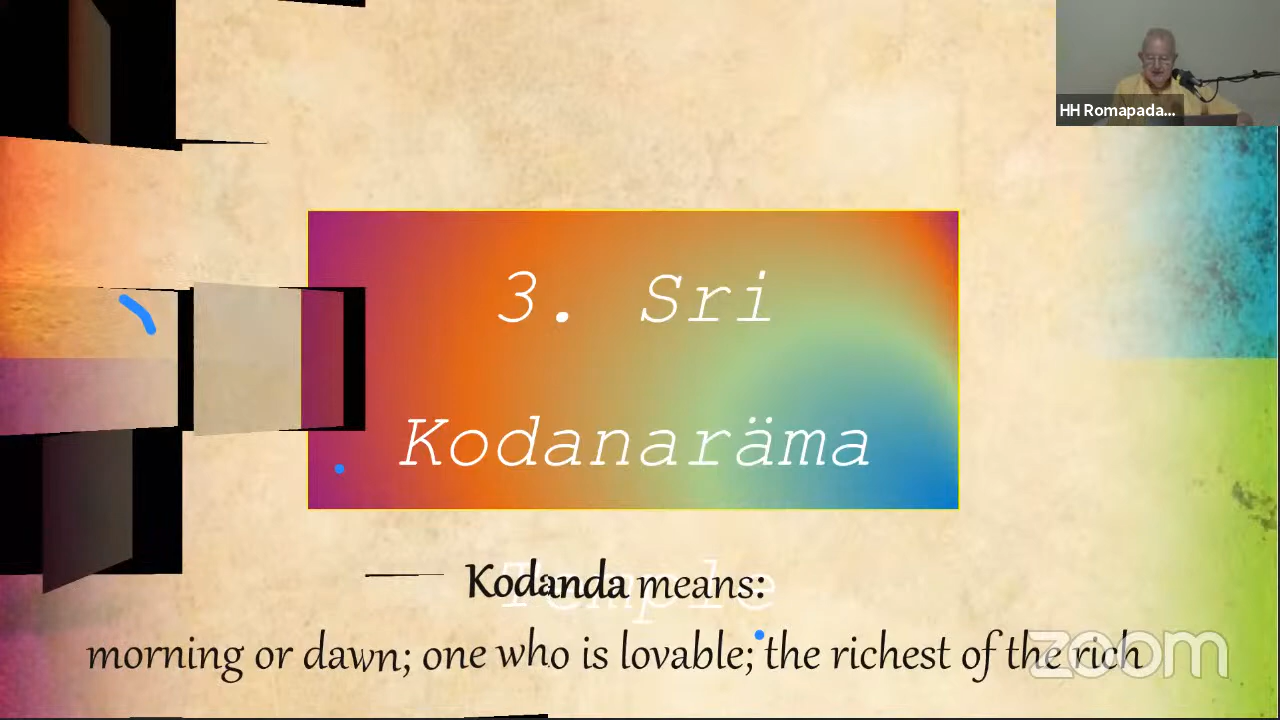 HH Romapada...
3. Sri
Kodanaräma
Temple
Kodanda means:
morning or dawn; one who is lovable; the richest of the rich
zoom